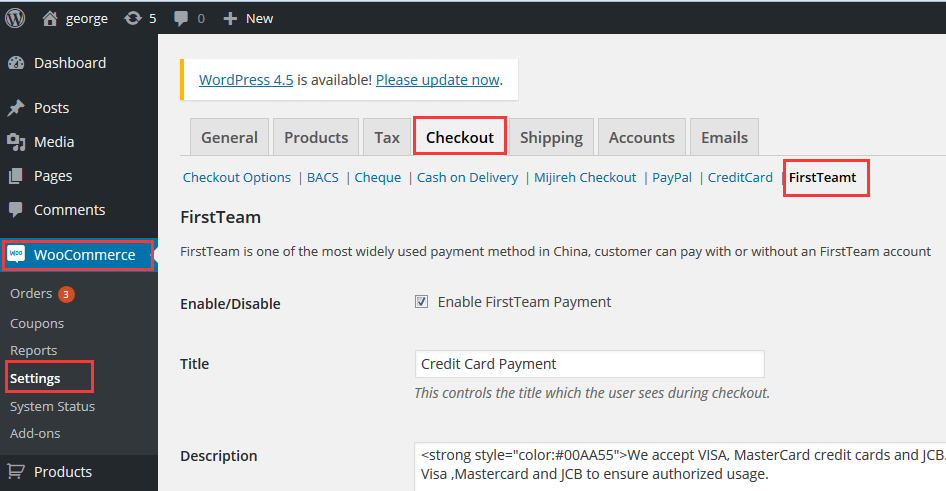 george 5 0 New
Dashboard
Posts
Media
Pages
Comments
WooCommerce
Orders 3
Coupons
Reports
Settings
System Status
Add-ons
Products
WordPress 4.5 is available! Please update now.
General Products Tax Checkout Shipping Accounts Emails
Checkout Options | BACS | Cheque | Cash on Delivery | Mijireh Checkout | PayPal | CreditCard | FirstTeamt
FirstTeam
FirstTeam is one of the most widely used payment method in China, customer can pay with or without an FirstTeam account
Enable/Disable Enable FirstTeam Payment
Title Credit Card Payment
This controls the title which the user sees during checkout.
Description <strong style="color:#00AA55">We accept VISA, MasterCard credit cards and JCB.
Visa ,Mastercard and JCB to ensure authorized usage.